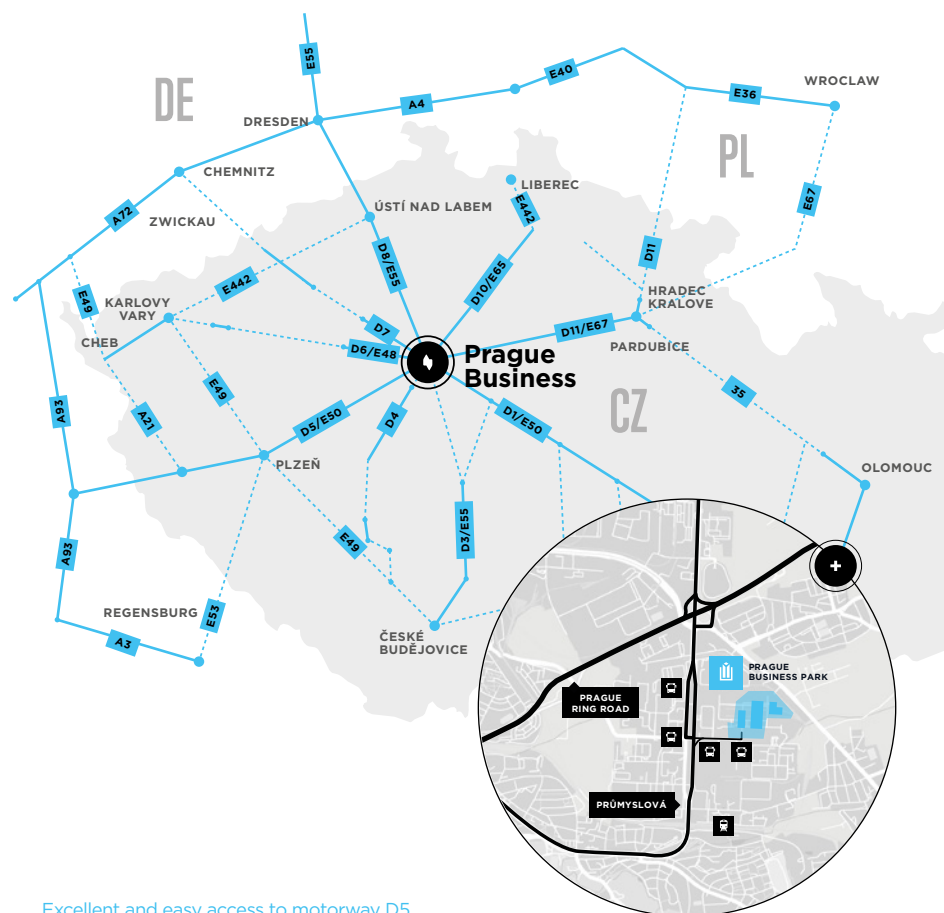 E55
DE
E40
WROCLAW
A4
E36
DRESDEN
PL
CHEMNITZ
LIBEREC
E67
ÚSTÍ NAD LABEM
E442
A72
ZWICKAU
D11
D8/E55
D10/E65
E442
E49
HRADEC
KRALOVE
KARLOVY
VARY
D7
D11/E67
CHEB
D6/E48
PARDUBICE
Prague
Business
E49
35
A93
CZ
D4
D1/E50
A21
D5/E50
PLZEŇ
OLOMOUC
D3/E55
E49
A93
+
REGENSBURG
E53
A3
ČESKÉ
BUDĚJOVICE
PRAGUE
BUSINESS PARK
PRAGUE
RING ROAD
PRŮMYSLOVÁ
Excellent and easy access to motorway D5